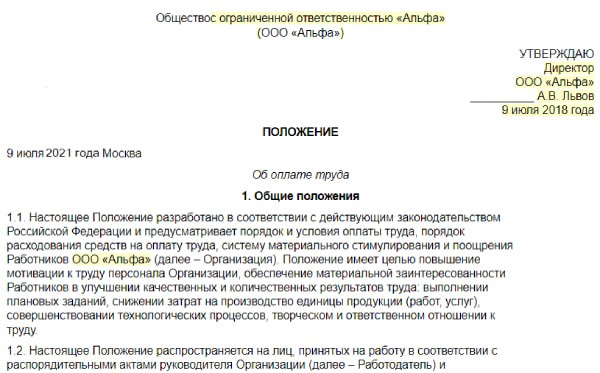 Обществос ограниченной ответственностью «Альфа»
(ООО «Альфа»)
УТВЕРЖДАЮ
Директор
ООО «Альфа»
__________ А.В. Львов
9 июля 2018 года
ПОЛОЖЕНИЕ
9 июля 2021 года Москва
Об оплате труда
1. Общие положения
1.1. Настоящее Положение разработано в соответствии с действующим законодательством
Российской Федерации и предусматривает порядок и условия оплаты труда, порядок
расходования средств на оплату труда, систему материального стимулирования и поощрения
Работников ООО «Альфа» (далее – Организация). Положение имеет целью повышение
мотивации к труду персонала Организации, обеспечение материальной заинтересованности
Работников в улучшении качественных и количественных результатов труда: выполнении
плановых заданий, снижении затрат на производство единицы продукции (работ, услуг),
совершенствовании технологических процессов, творческом и ответственном отношении к
труду.
1.2. Настоящее Положение распространяется на лиц, принятых на работу в соответствии с
распорядительными актами руководителя Организации (далее – Работодатель) и